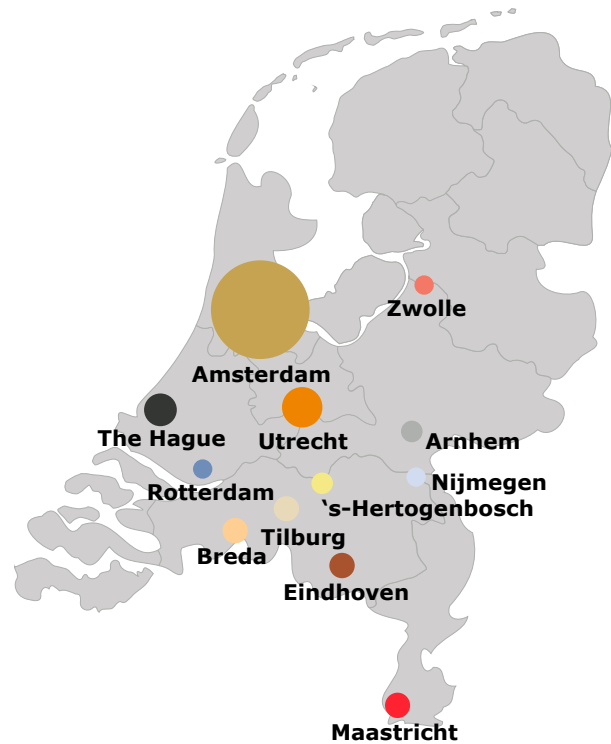 Zwolle
Amsterdam
The Hague
Utrecht
Arnhem
Rotterdam
Nijmegen
‘s-Hertogenbosch
Tilburg
Breda
Eindhoven
Maastricht